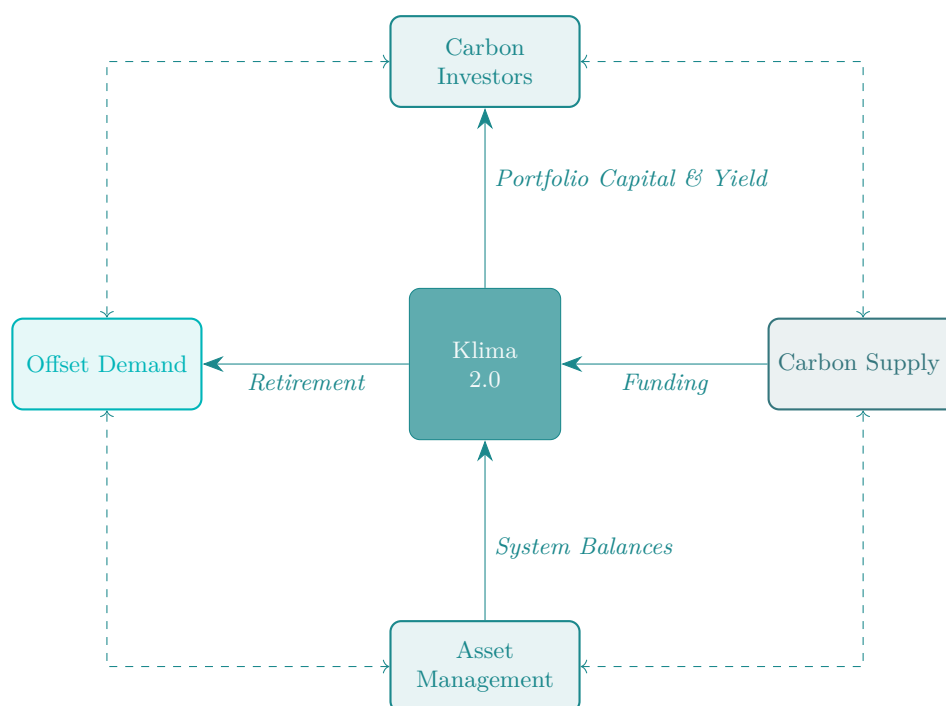 Carbon
Investors
Portfolio Capital & Yield
Klima
2.0
Offset Demand
Retirement
Funding
Carbon Supply
System Balances
Asset
Management